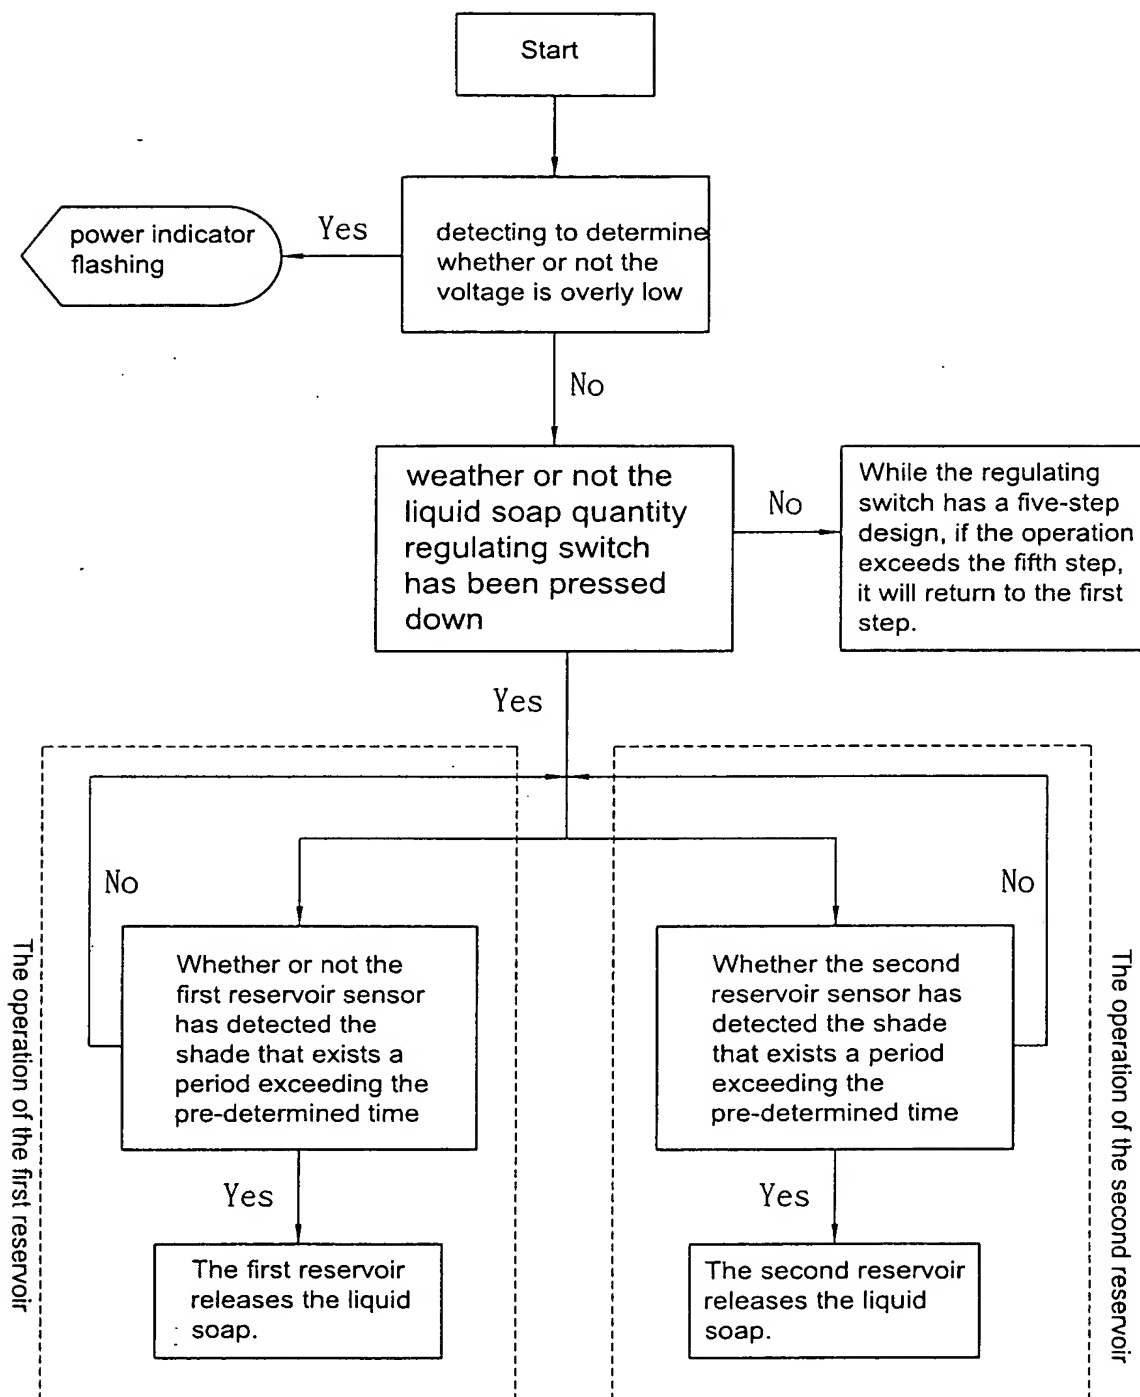 Start
power indicator
flashing
Yes
detecting to determine
whether or not the
voltage is overly low
No
weather or not the
liquid soap quantity
regulating switch
has been pressed
down
No
While the regulating
switch has a five-step
design, if the operation
exceeds the fifth step,
it will return to the first
step.
Yes
The operation of the first reservoir
No
Whether or not the
first reservoir sensor
has detected the
shade that exists a
period exceeding the
pre-determined time
Yes
The first reservoir
releases the liquid
soap.
No
Whether the second
reservoir sensor has
detected the shade
that exists a period
exceeding the
pre-determined time
Yes
The second reservoir
releases the liquid
soap.
The operation of the second reservoir